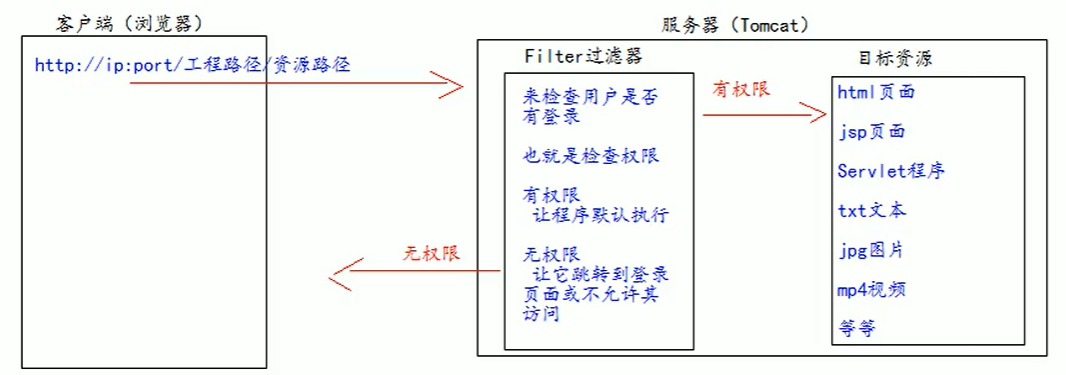 客户端（浏览器）
http://ip:port/工程路径/资源路径
服务器（Tomcat）
Filter过滤器
来检查用户是否
有登录
也就是检查权限
有权限
让程序默认执行
无权限
让它跳转到登录
页面或不允许其
访问
有权限
无权限
目标资源
html页面
jsp页面
Servlet程序
txt文本
jpg图片
mp4视频
等等